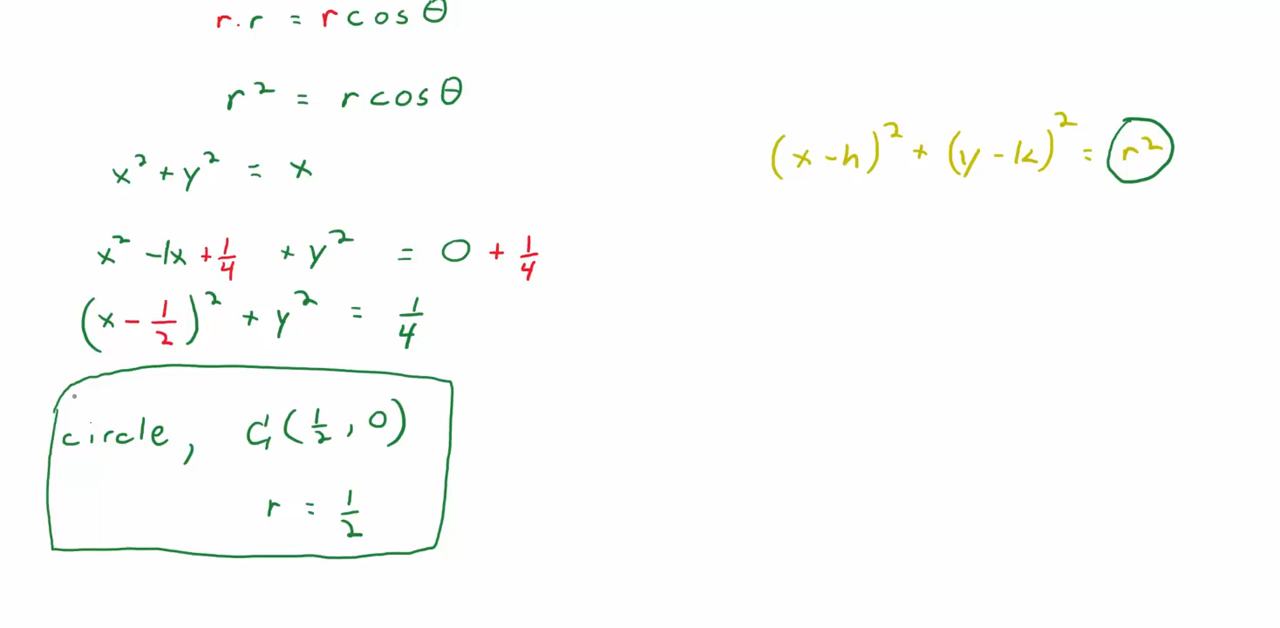 r·r = r cos θ
r² = r cos θ
x² + y² = x
x² - 1x + 1/4 + y² = 0 + 1/4
(x - 1/2)² + y² = 1/4
circle, C(1/2, 0)
r = 1/2
(x - h)² + (y - k)² = r²